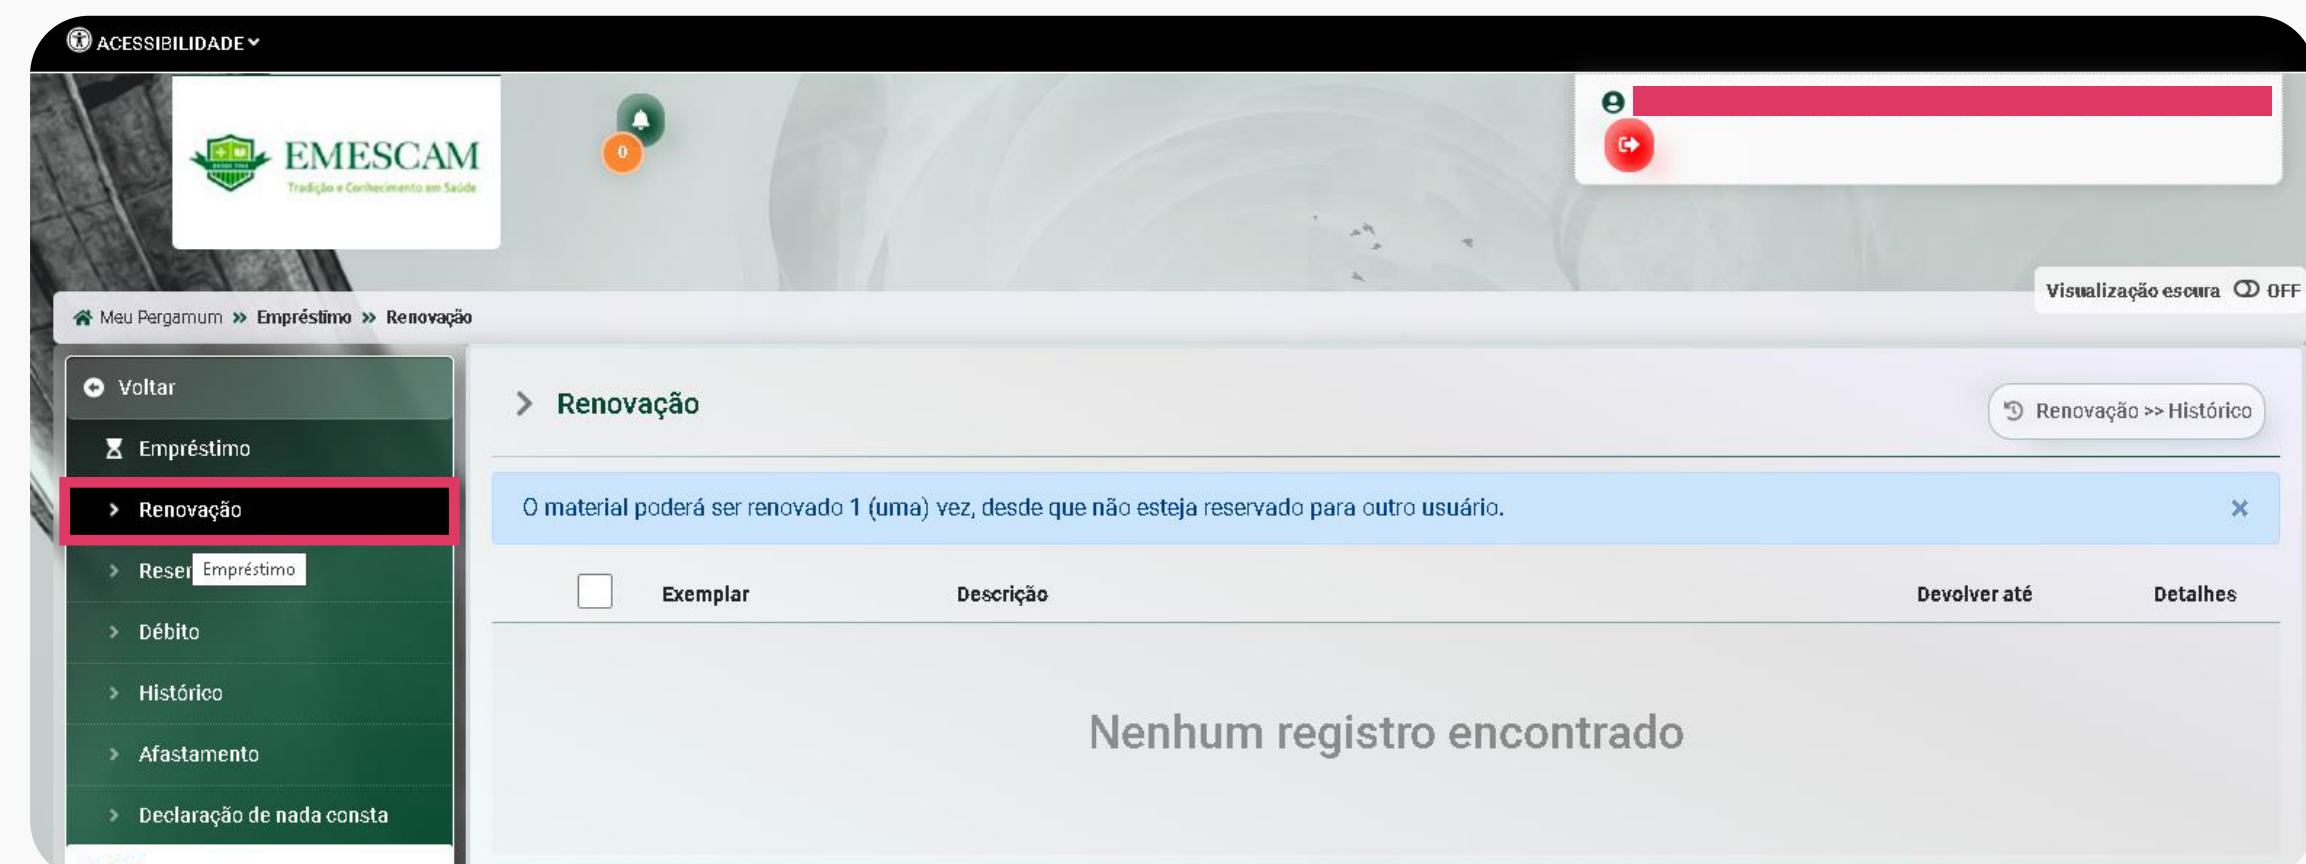 ACESSIBILIDADE
EMESCAM
Tradição e Conhecimento em Saúde
0
Visualização escura OFF
Meu Pergamum » Empréstimo » Renovação
Voltar
Empréstimo
Renovação
Reser
Empréstimo
Débito
Histórico
Afastamento
Declaração de nada consta
Renovação
Renovação >> Histórico
O material poderá ser renovado 1 (uma) vez, desde que não esteja reservado para outro usuário.
Exemplar Descrição Devolver até Detalhes
Nenhum registro encontrado